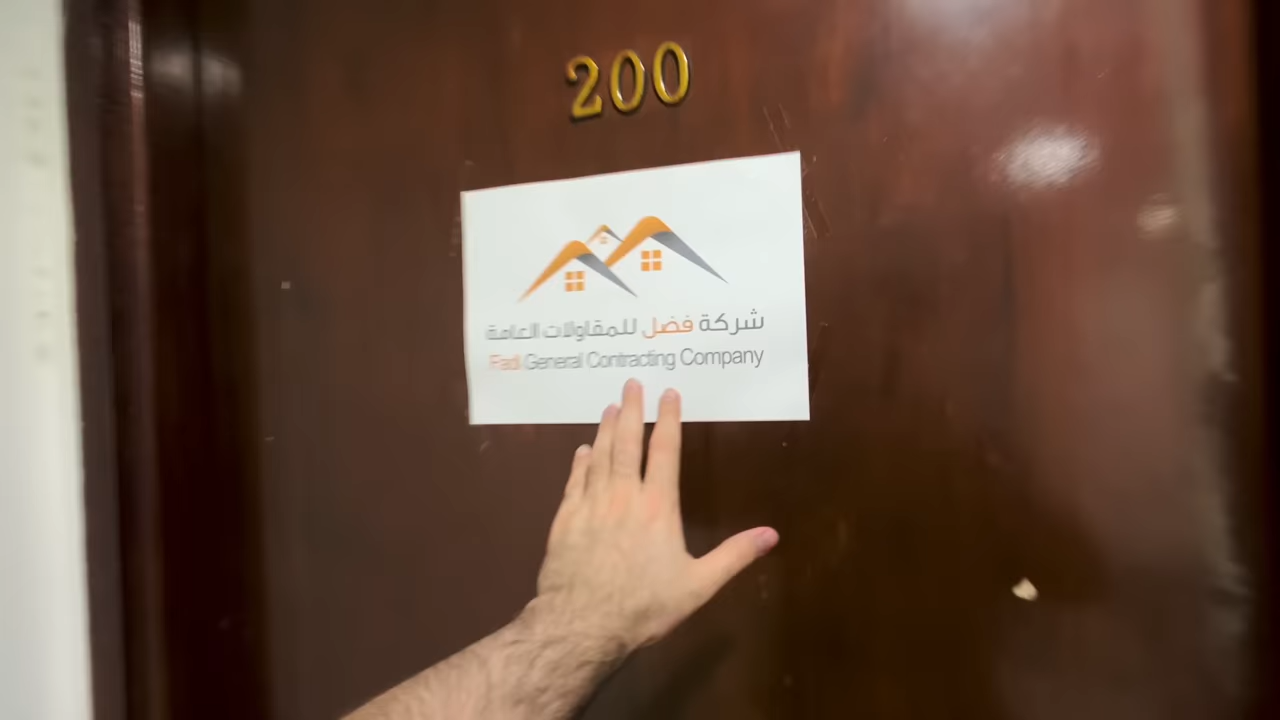 200
شركة فضل للمقاولات العامة
Fadl General Contracting Company